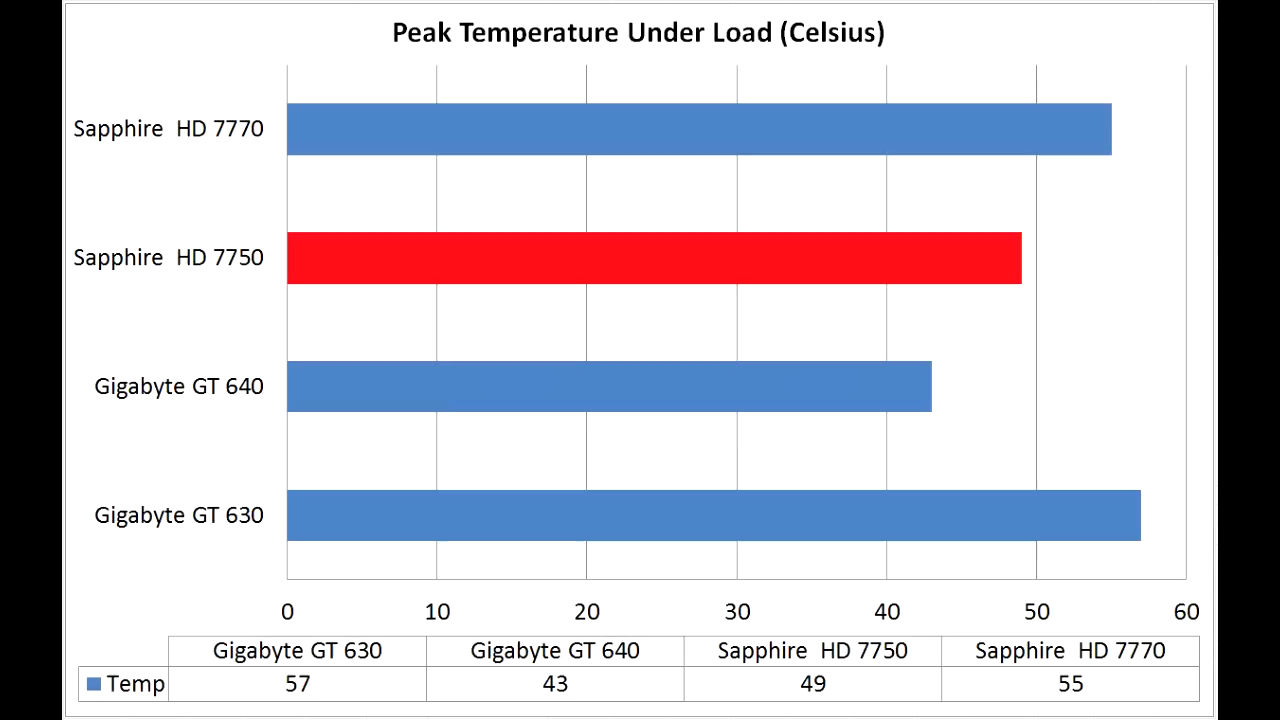 Peak Temperature Under Load (Celsius)
Sapphire HD 7770
Sapphire HD 7750
Gigabyte GT 640
Gigabyte GT 630
0 10 20 30 40 50 60
Gigabyte GT 630 Gigabyte GT 640 Sapphire HD 7750 Sapphire HD 7770
Temp 57 43 49 55